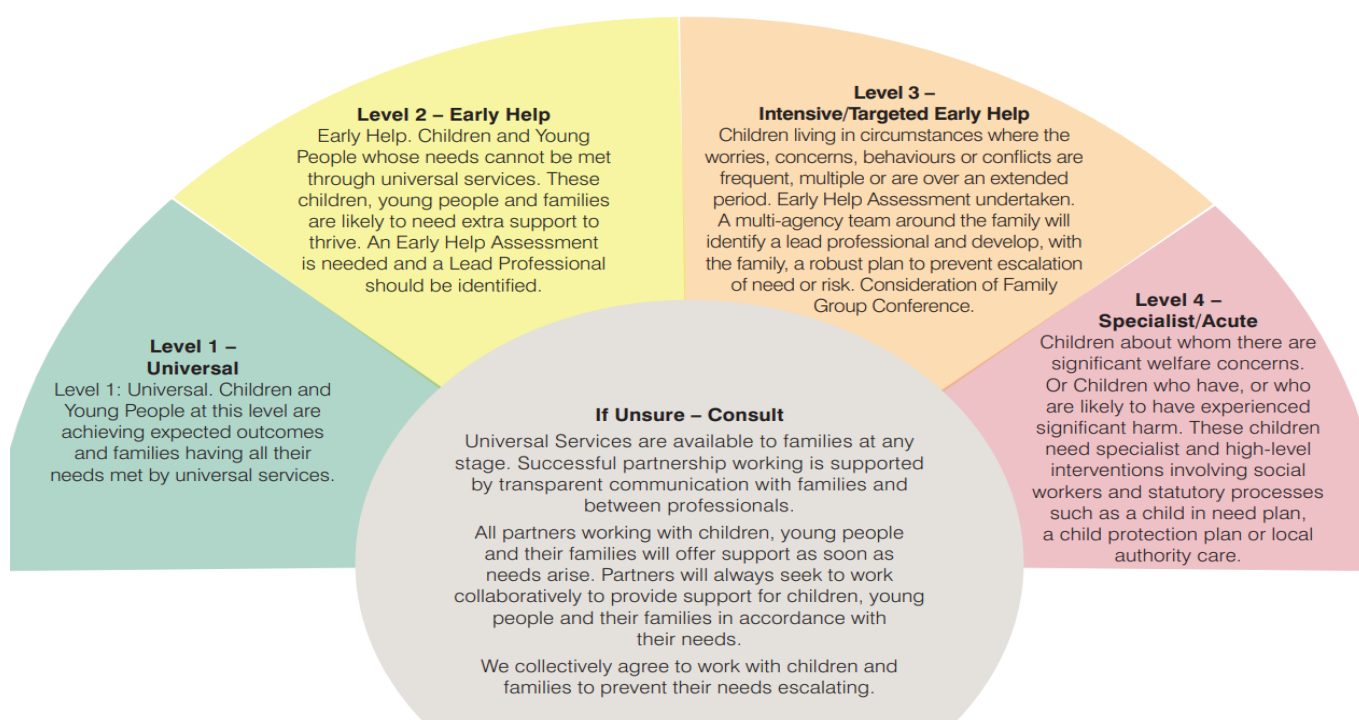 Level 1 –
Universal
Level 1: Universal. Children and
Young People at this level are
achieving expected outcomes
and families having all their
needs met by universal services.
Level 2 – Early Help
Early Help. Children and Young
People whose needs cannot be met
through universal services. These
children, young people and families
are likely to need extra support to
thrive. An Early Help Assessment
is needed and a Lead Professional
should be identified.
Level 3 –
Intensive/Targeted Early Help
Children living in circumstances where the
worries, concerns, behaviours or conflicts are
frequent, multiple or are over an extended
period. Early Help Assessment undertaken.
A multi-agency team around the family will
identify a lead professional and develop, with
the family, a robust plan to prevent escalation
of need or risk. Consideration of Family
Group Conference.
Level 4 –
Specialist/Acute
Children about whom there are
significant welfare concerns.
Or Children who have, or who
are likely to have experienced
significant harm. These children
need specialist and high-level
interventions involving social
workers and statutory processes
such as a child in need plan,
a child protection plan or local
authority care.
If Unsure – Consult
Universal Services are available to families at any
stage. Successful partnership working is supported
by transparent communication with families and
between professionals.
All partners working with children, young people
and their families will offer support as soon as
needs arise. Partners will always seek to work
collaboratively to provide support for children, young
people and their families in accordance with
their needs.
We collectively agree to work with children and
families to prevent their needs escalating.